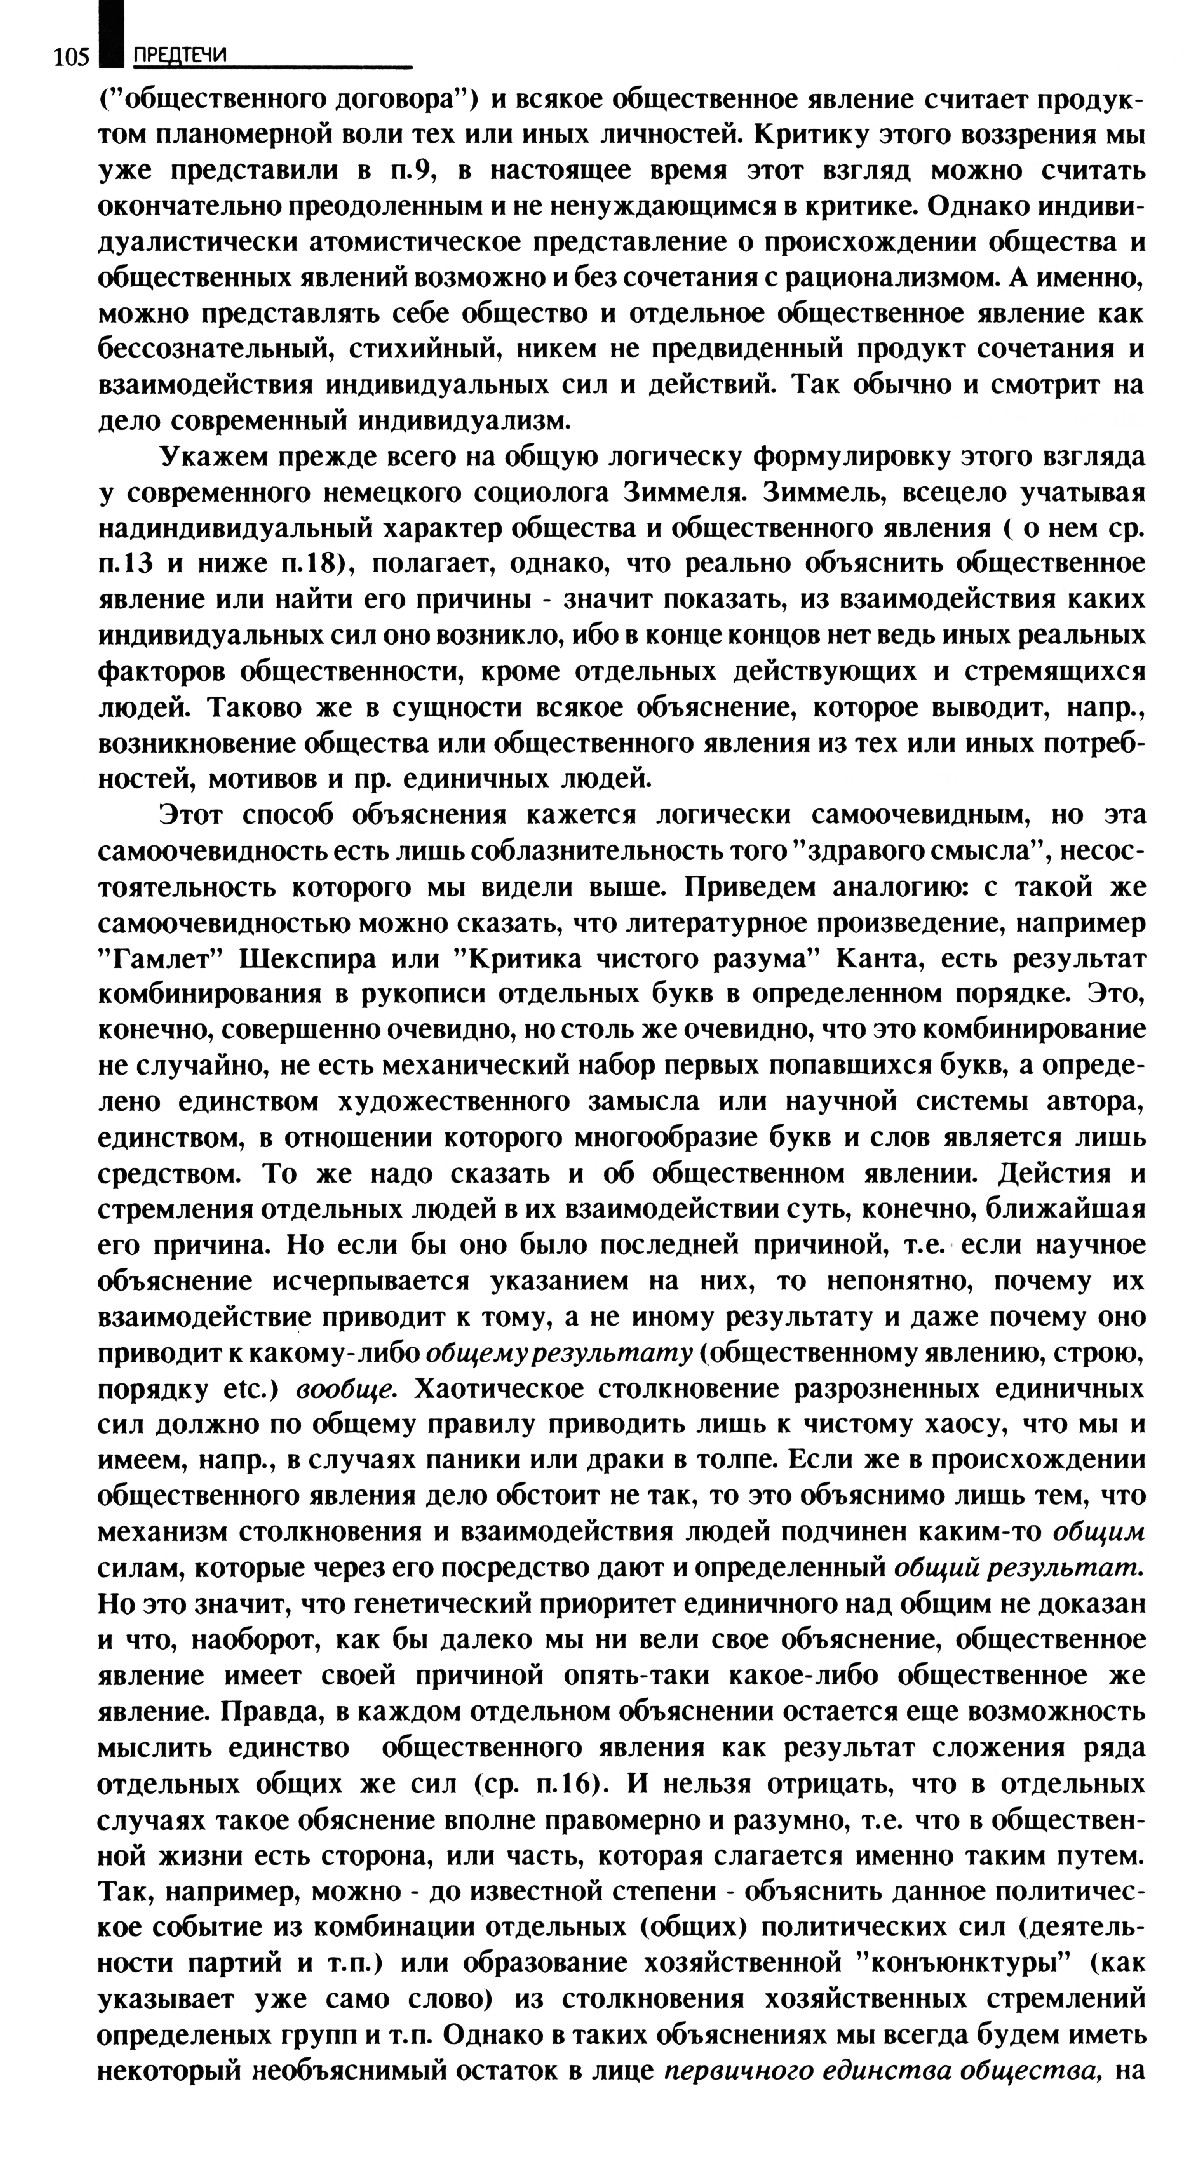 105 ПРЕДТЕЧИ
(”общественного договора”) и всякое общественное явление считает продук-
том планомерной воли тех или иных личностей. Критику этого воззрения мы
уже представили в п.9, в настоящее время этот взгляд можно считать
окончательно преодоленным и не ненуждающимся в критике. Однако индиви-
дуалистически атомистическое представление о происхождении общества и
общественных явлений возможно и без сочетания с рационализмом. А именно,
можно представлять себе общество и отдельное общественное явление как
бессознательный, стихийный, никем не предвиденный продукт сочетания и
взаимодействия индивидуальных сил и действий. Так обычно и смотрит на
дело современный индивидуализм.
Укажем прежде всего на общую логическу формулировку этого взгляда
у современного немецкого социолога Зиммеля. Зиммель, всецело учатывая
надиндивидуальный характер общества и общественного явления ( о нем ср.
п.13 и ниже п.18), полагает, однако, что реально объяснить общественное
явление или найти его причины - значит показать, из взаимодействия каких
индивидуальных сил оно возникло, ибо в конце концов нет ведь иных реальных
факторов общественности, кроме отдельных действующих и стремящихся
людей. Таково же в сущности всякое объяснение, которое выводит, напр.,
возникновение общества или общественного явления из тех или иных потреб-
ностей, мотивов и пр. единичных людей.
Этот способ объяснения кажется логически самоочевидным, но эта
самоочевидность есть лишь соблазнительность того ”здравого смысла”, несос-
тоятельность которого мы видели выше. Приведем аналогию: с такой же
самоочевидностью можно сказать, что литературное произведение, например
”Гамлет” Шекспира или ”Критика чистого разума” Канта, есть результат
комбинирования в рукописи отдельных букв в определенном порядке. Это,
конечно, совершенно очевидно, но столь же очевидно, что это комбинирование
не случайно, не есть механический набор первых попавшихся букв, а опреде-
лено единством художественного замысла или научной системы автора,
единством, в отношении которого многообразие букв и слов является лишь
средством. То же надо сказать и об общественном явлении. Дейстия и
стремления отдельных людей в их взаимодействии суть, конечно, ближайшая
его причина. Но если бы оно было последней причиной, т.е. если научное
объяснение исчерпывается указанием на них, то непонятно, почему их
взаимодействие приводит к тому, а не иному результату и даже почему оно
приводит к какому-либо общему результату (общественному явлению, строю,
порядку etc.) вообще. Хаотическое столкновение разрозненных единичных
сил должно по общему правилу приводить лишь к чистому хаосу, что мы и
имеем, напр., в случаях паники или драки в толпе. Если же в происхождении
общественного явления дело обстоит не так, то это объяснимо лишь тем, что
механизм столкновения и взаимодействия людей подчинен каким-то общим
силам, которые через его посредство дают и определенный общий результат.
Но это значит, что генетический приоритет единичного над общим не доказан
и что, наоборот, как бы далеко мы ни вели свое объяснение, общественное
явление имеет своей причиной опять-таки какое-либо общественное же
явление. Правда, в каждом отдельном объяснении остается еще возможность
мыслить единство общественного явления как результат сложения ряда
отдельных общих же сил (ср. п.16). И нельзя отрицать, что в отдельных
случаях такое обяснение вполне правомерно и разумно, т.е. что в обществен-
ной жизни есть сторона, или часть, которая слагается именно таким путем.
Так, например, можно - до известной степени - объяснить данное политичес-
кое событие из комбинации отдельных (общих) политических сил (деятель-
ности партий и т.п.) или образование хозяйственной ”конъюнктуры” (как
указывает уже само слово) из столкновения хозяйственных стремлений
определеных групп и т.п. Однако в таких объяснениях мы всегда будем иметь
некоторый необъяснимый остаток в лице первичного единства общества, на